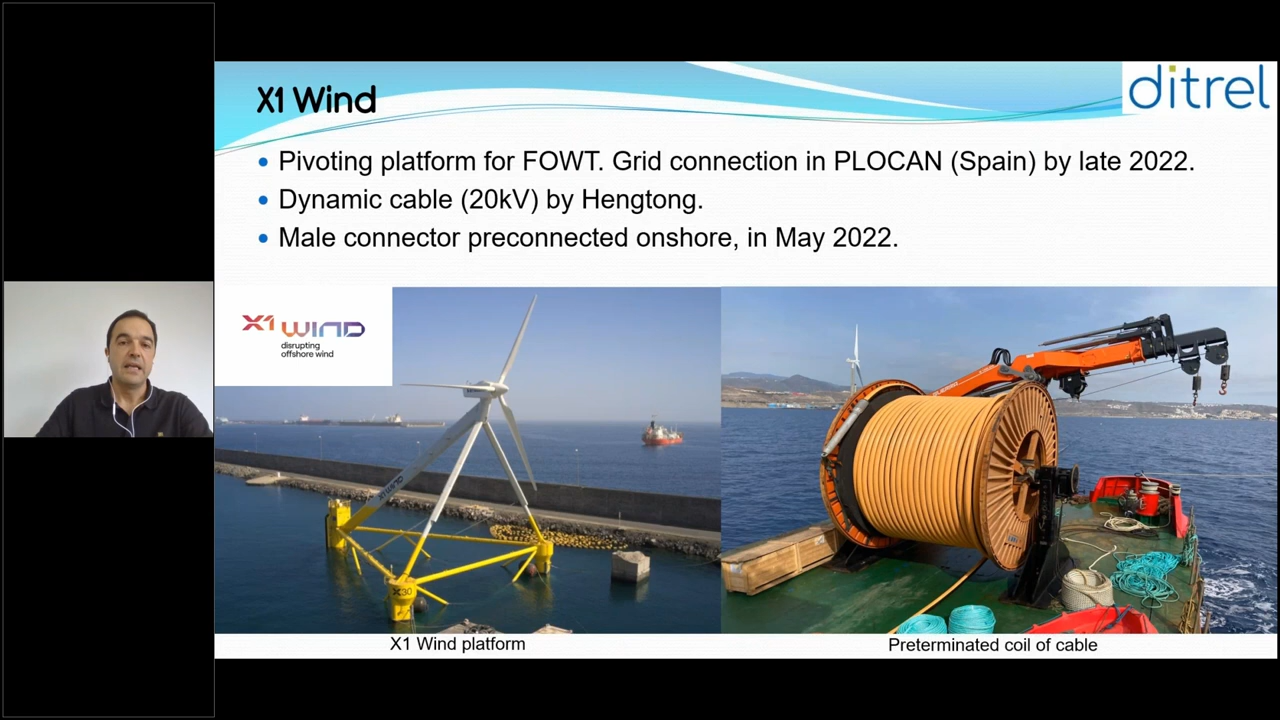 X1 Wind
ditrel
• Pivoting platform for FOWT. Grid connection in PLOCAN (Spain) by late 2022.
• Dynamic cable (20kV) by Hengtong.
• Male connector preconnected onshore, in May 2022.
X1 WIND
disrupting
offshore wind
X30
X1 Wind platform
Preterminated coil of cable